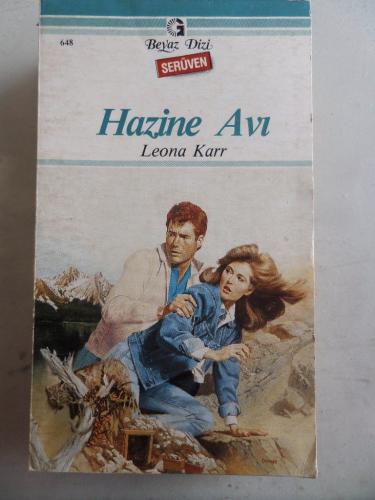 G
648
Beyaz Dizi
SERÜVEN
Hazine Avı
Leona Karr